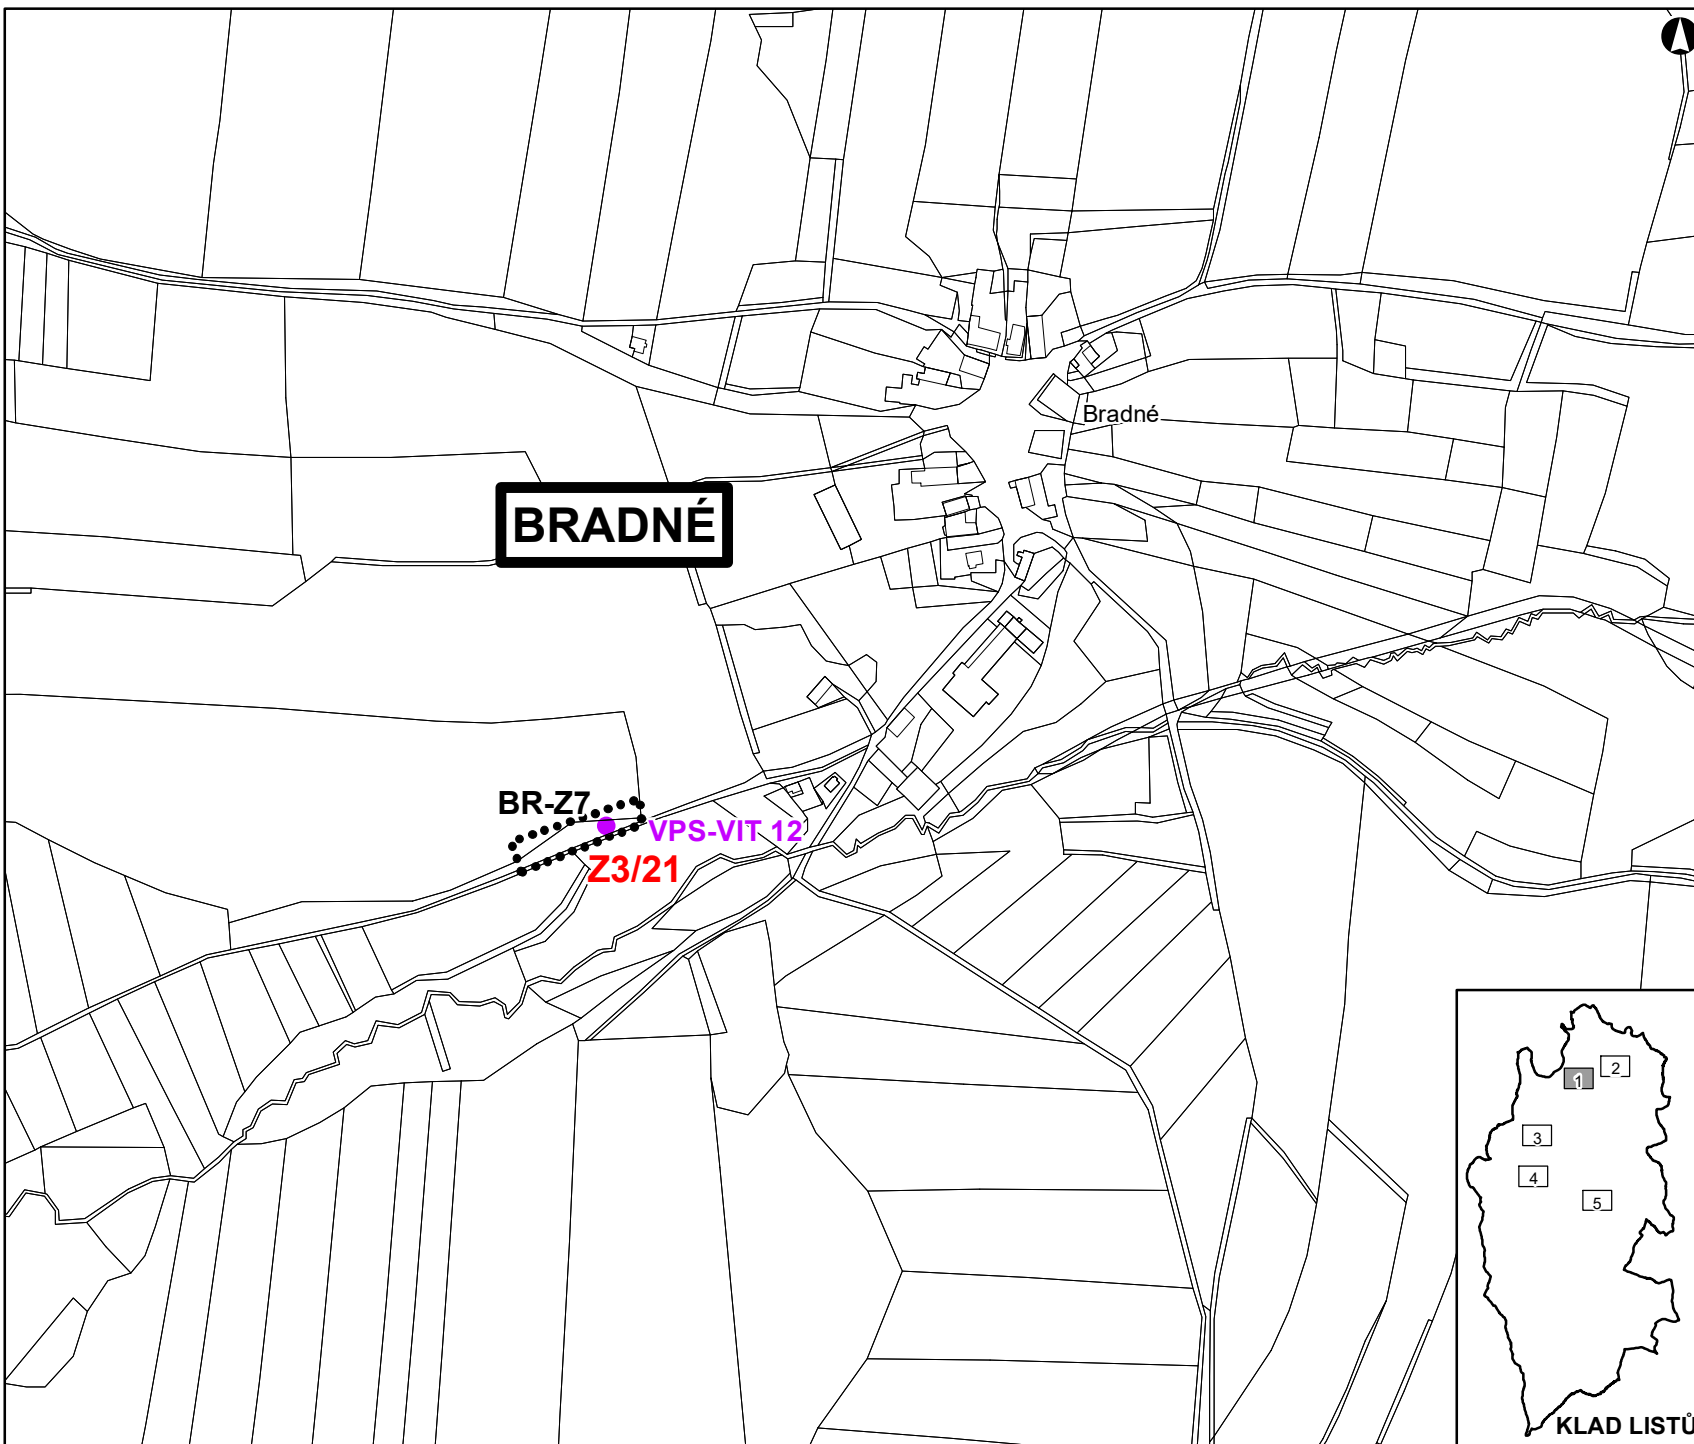 Bradné
BRADNÉ
BR-Z7
VPS-VIT 12
Z3/21
1
2
3
4
5
KLAD LISTŮ